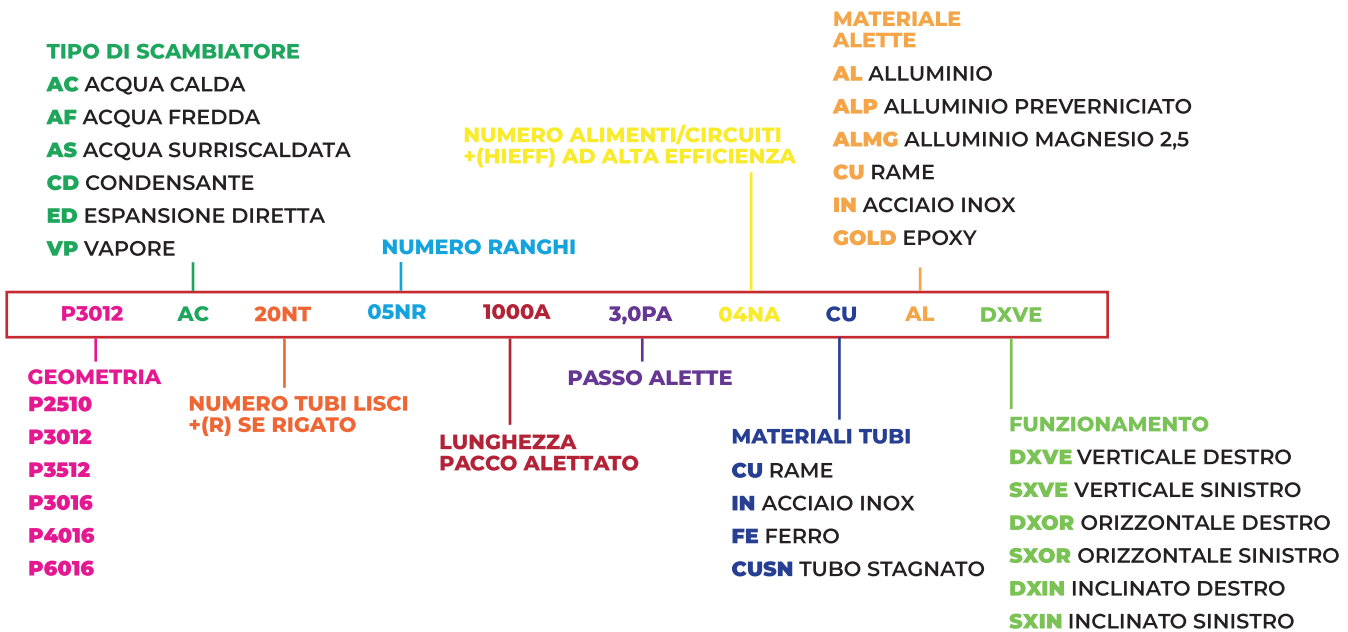 TIPO DI SCAMBIATORE
AC ACQUA CALDA
AF ACQUA FREDDA
AS ACQUA SURRISCALDATA
CD CONDENSANTE
ED ESPANSIONE DIRETTA
VP VAPORE
NUMERO RANGHI
NUMERO ALIMENTI/CIRCUITI
+(HIEFF) AD ALTA EFFICIENZA
MATERIALE
ALETTE
AL ALLUMINIO
ALP ALLUMINIO PREVERNICIATO
ALMG ALLUMINIO MAGNESIO 2,5
CU RAME
IN ACCIAIO INOX
GOLD EPOXY
P3012 AC 20NT 05NR 1000A 3,0PA 04NA CU AL DXVE
GEOMETRIA
P2510
P3012
P3512
P3016
P4016
P6016
NUMERO TUBI LISCI
+(R) SE RIGATO
LUNGHEZZA
PACCO ALETTATO
PASSO ALETTE
MATERIALI TUBI
CU RAME
IN ACCIAIO INOX
FE FERRO
CUSN TUBO STAGNATO
FUNZIONAMENTO
DXVE VERTICALE DESTRO
SXVE VERTICALE SINISTRO
DXOR ORIZZONTALE DESTRO
SXOR ORIZZONTALE SINISTRO
DXIN INCLINATO DESTRO
SXIN INCLINATO SINISTRO